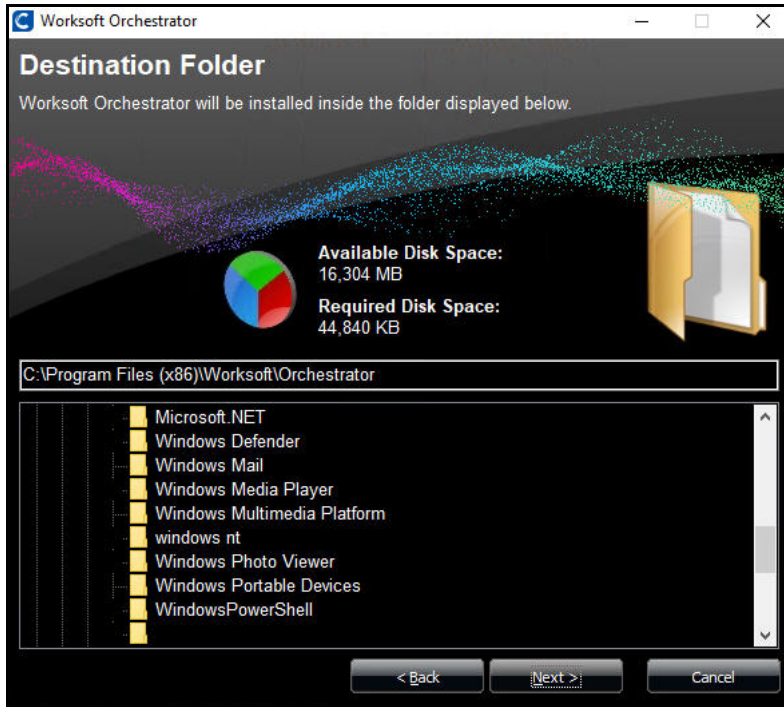 Worksoft Orchestrator
Destination Folder
Worksoft Orchestrator will be installed inside the folder displayed below.
Available Disk Space:
16,304 MB
Required Disk Space:
44,840 KB
C:\Program Files (x86)\Worksoft\Orchestrator
Microsoft.NET
Windows Defender
Windows Mail
Windows Media Player
Windows Multimedia Platform
windows nt
Windows Photo Viewer
Windows Portable Devices
WindowsPowerShell
< Back Next > Cancel